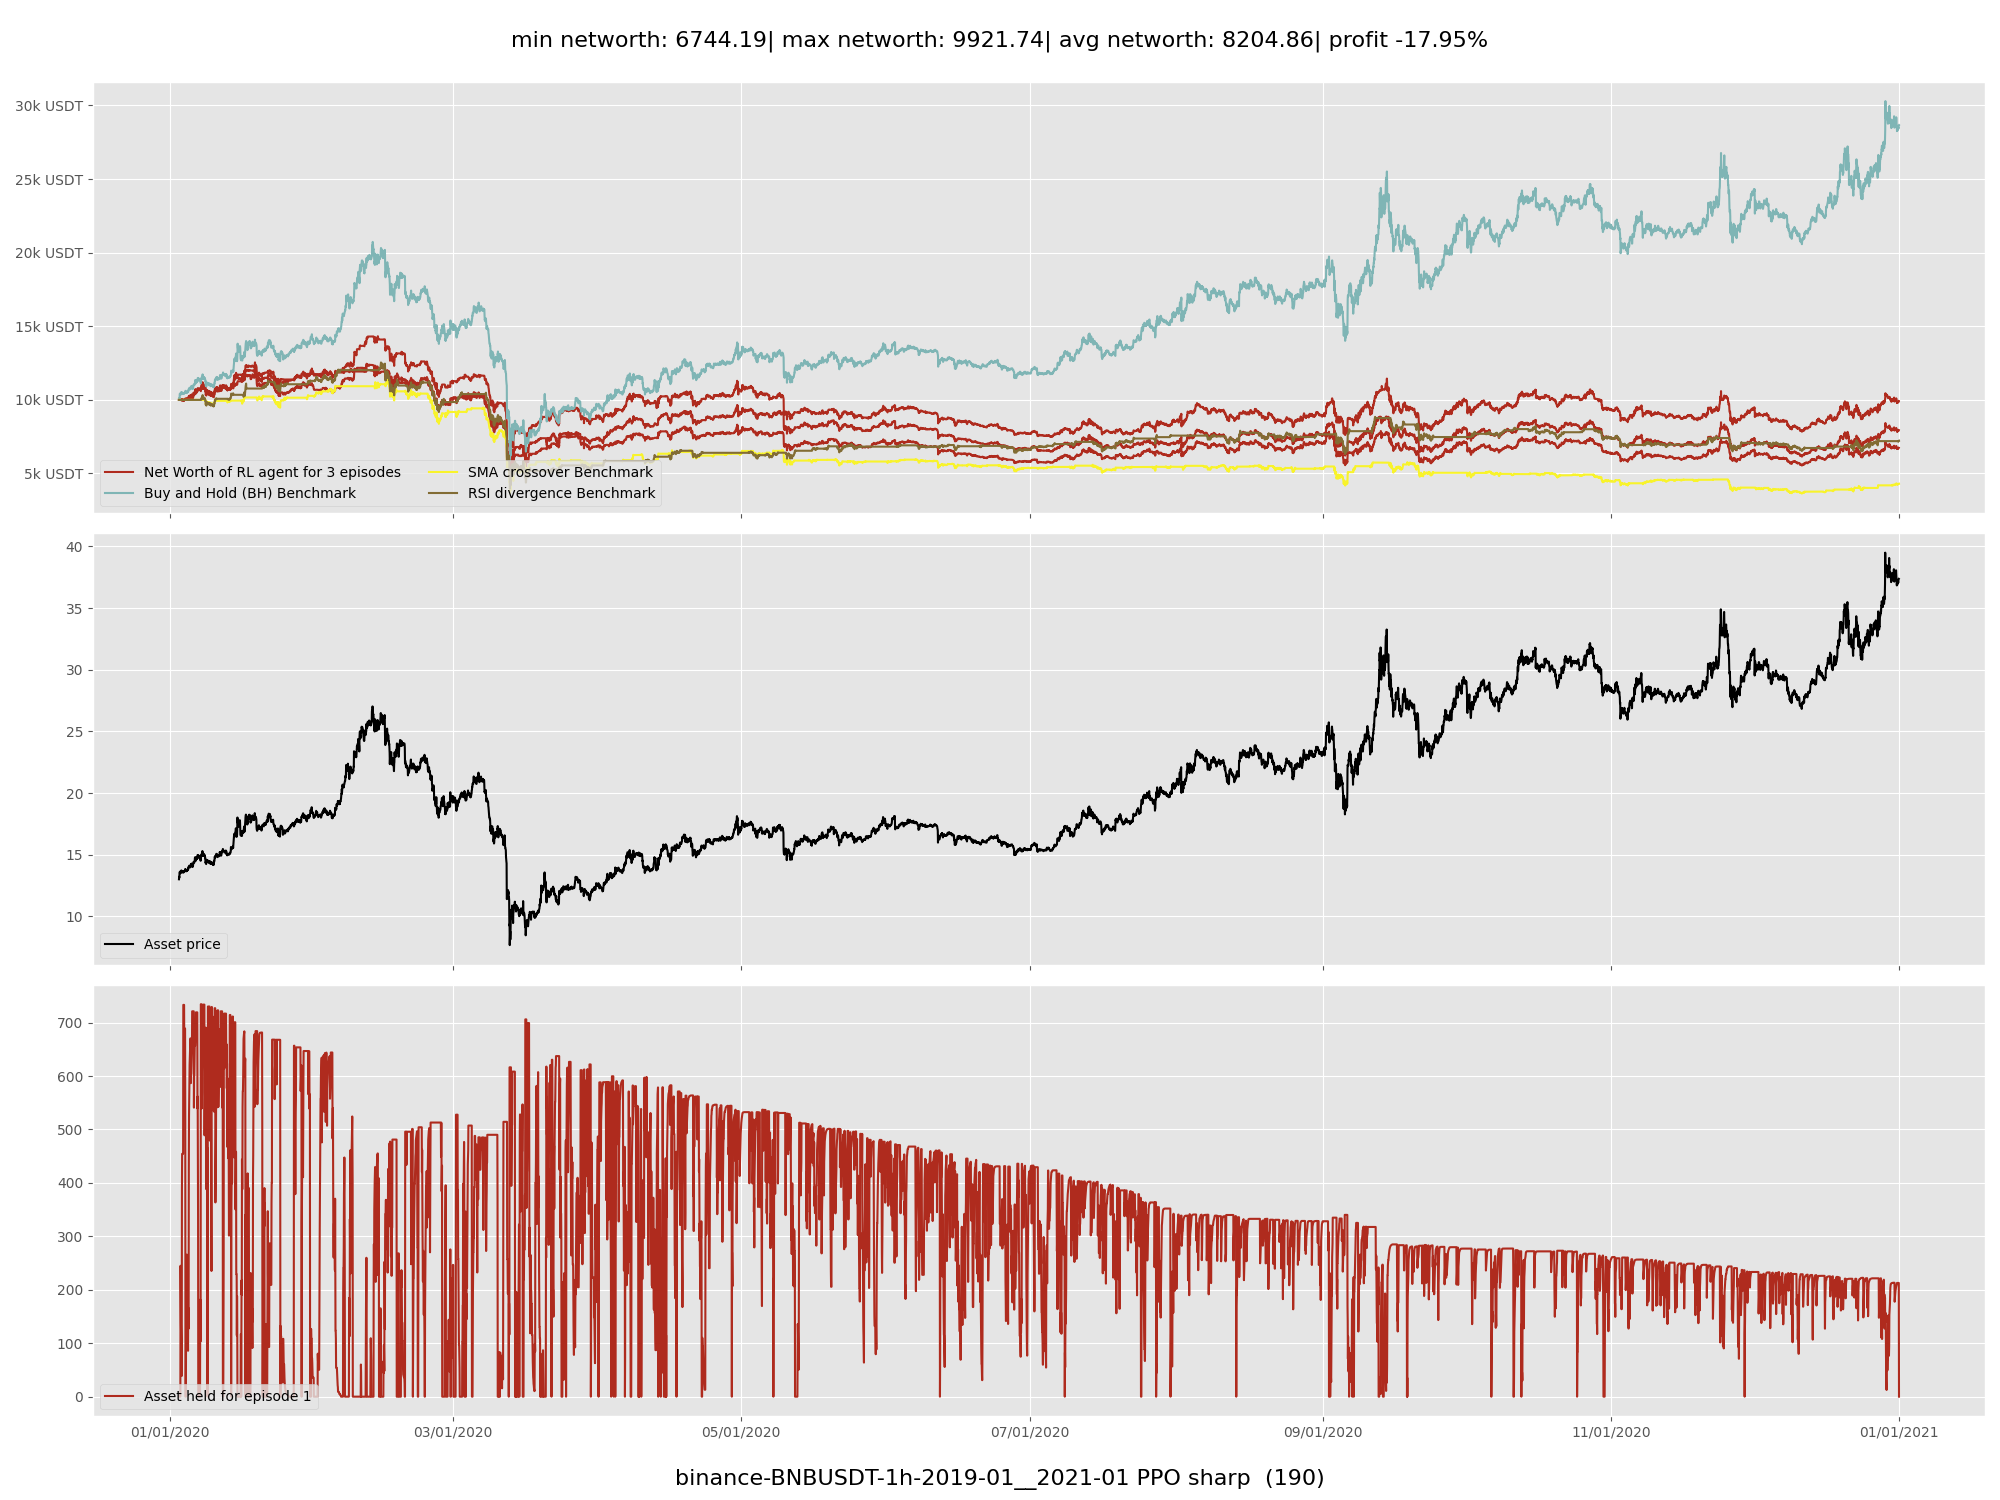 min networth: 6744.19| max networth: 9921.74| avg networth: 8204.86| profit -17.95%
30k USDT
25k USDT
20k USDT
15k USDT
10k USDT
5k USDT
Net Worth of RL agent for 3 episodes
Buy and Hold (BH) Benchmark
SMA crossover Benchmark
RSI divergence Benchmark
40
35
30
25
20
15
10
Asset price
700
600
500
400
300
200
100
0
Asset held for episode 1
01/01/2020 03/01/2020 05/01/2020 07/01/2020 09/01/2020 11/01/2020 01/01/2021
binance-BNBUSDT-1h-2019-01__2021-01 PPO sharp (190)